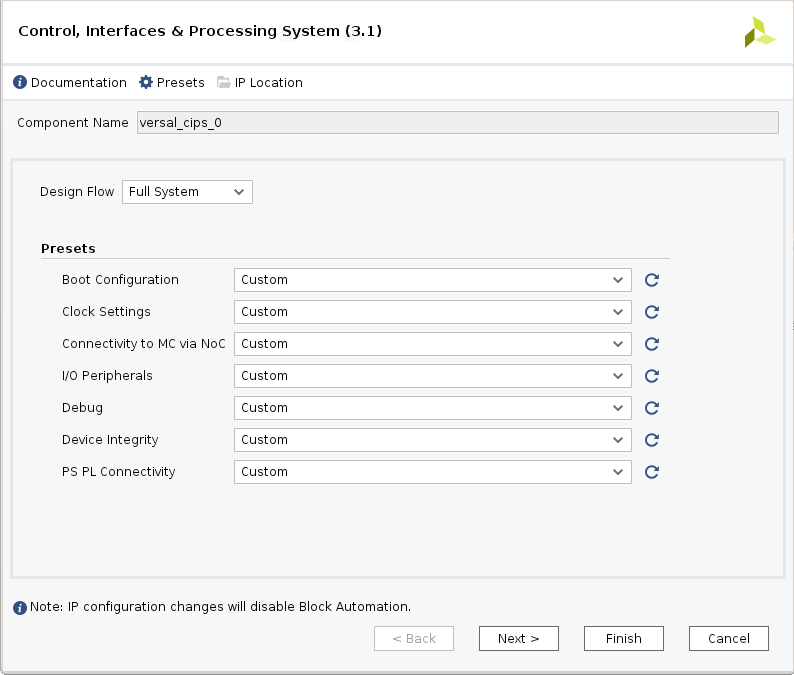 Control, Interfaces & Processing System (3.1)
Documentation Presets IP Location
Component Name versal_cips_0
Design Flow Full System
Presets
Boot Configuration Custom
Clock Settings Custom
Connectivity to MC via NoC Custom
I/O Peripherals Custom
Debug Custom
Device Integrity Custom
PS PL Connectivity Custom
Note: IP configuration changes will disable Block Automation.
< Back Next > Finish Cancel